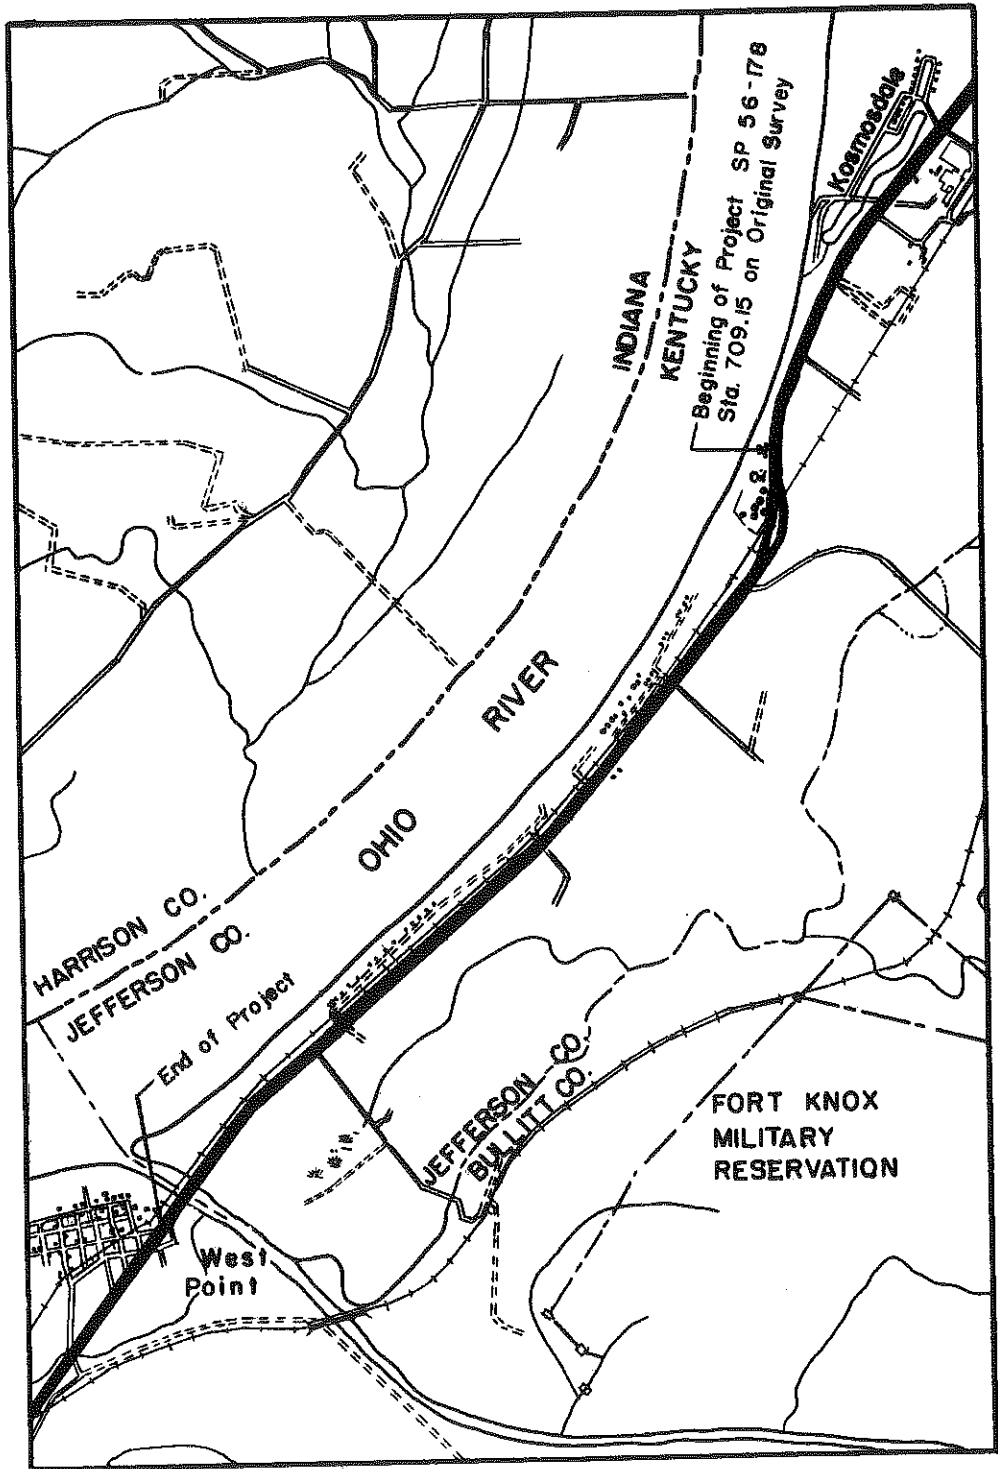 Kosmosdale
Beginning of Project SP 56-178
Sta. 709.15 on Original Survey
INDIANA
KENTUCKY
OHIO RIVER
HARRISON CO.
JEFFERSON CO.
End of Project
JEFFERSON CO.
BULLITT CO.
FORT KNOX
MILITARY
RESERVATION
West
Point